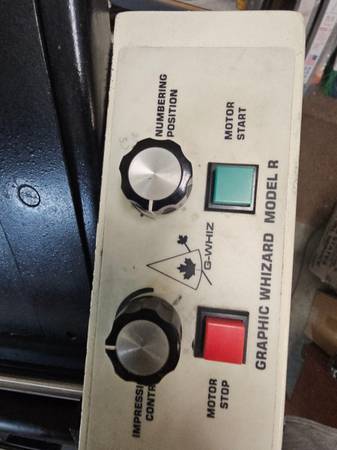 NUMBERING
POSITION
MOTOR
START
G-WHIZ
GRAPHIC WHIZARD MODEL R
MOTOR
STOP